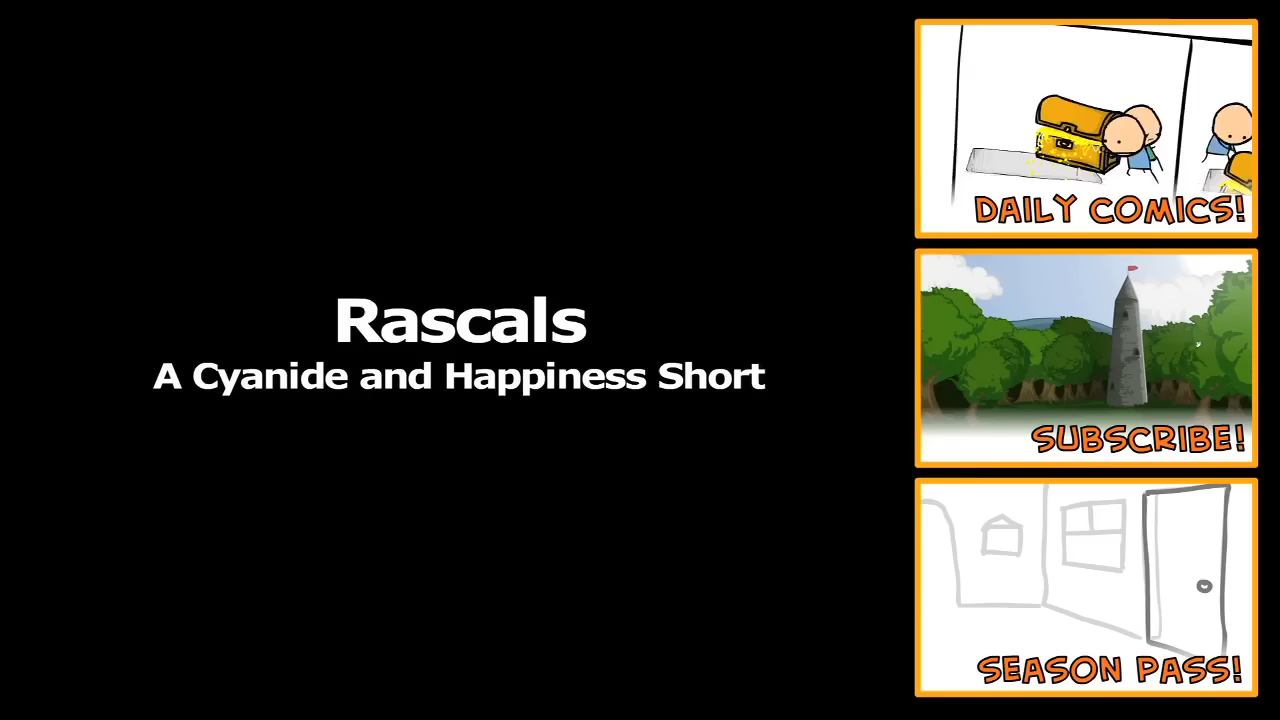 Rascals
A Cyanide and Happiness Short
DAILY COMICS!
SUBSCRIBE!
SEASON PASS!